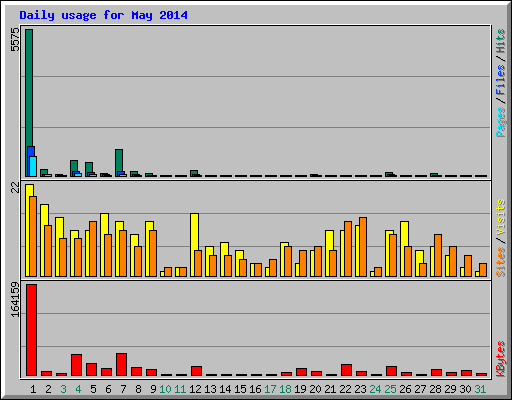 Daily usage for May 2014
5575
22
164159
Pages / Files / Hits
Sites / Visits
KBytes
1 2 3 4 5 6 7 8 9 10 11 12 13 14 15 16 17 18 19 20 21 22 23 24 25 26 27 28 29 30 31